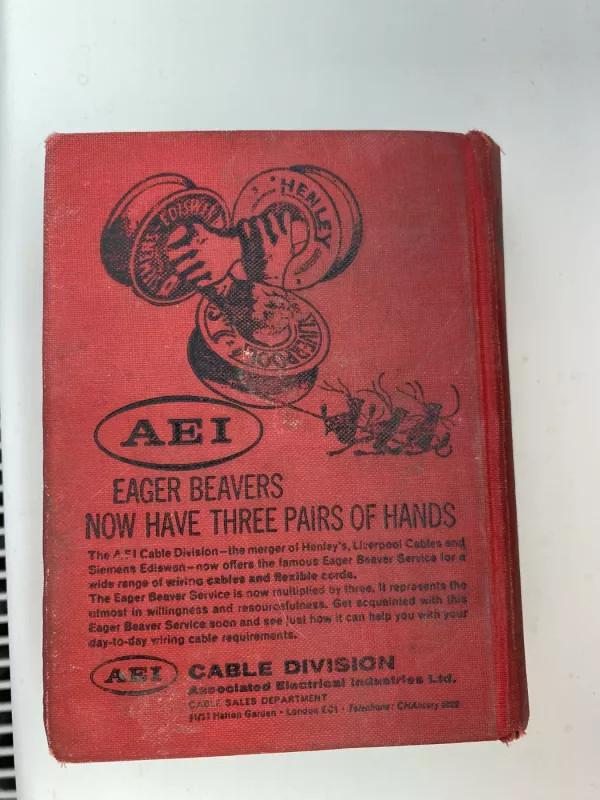 SIEMENS · EDISWAN
HENLEY
LIVERPOOL
AEI
EAGER BEAVERS
NOW HAVE THREE PAIRS OF HANDS
The AEI Cable Division—the merger of Henley's, Liverpool Cables and
Siemens Ediswan—now offers the famous Eager Beaver Service for a
wide range of wiring cables and flexible cords.
The Eager Beaver Service is now multiplied by three. It represents the
utmost in willingness and resourcefulness. Get acquainted with this
Eager Beaver Service soon and see just how it can help you with your
day-to-day wiring cable requirements.
AEI CABLE DIVISION
Associated Electrical Industries Ltd.
CABLE SALES DEPARTMENT
Hatton Garden · London EC1 · Telephone: CHAncery